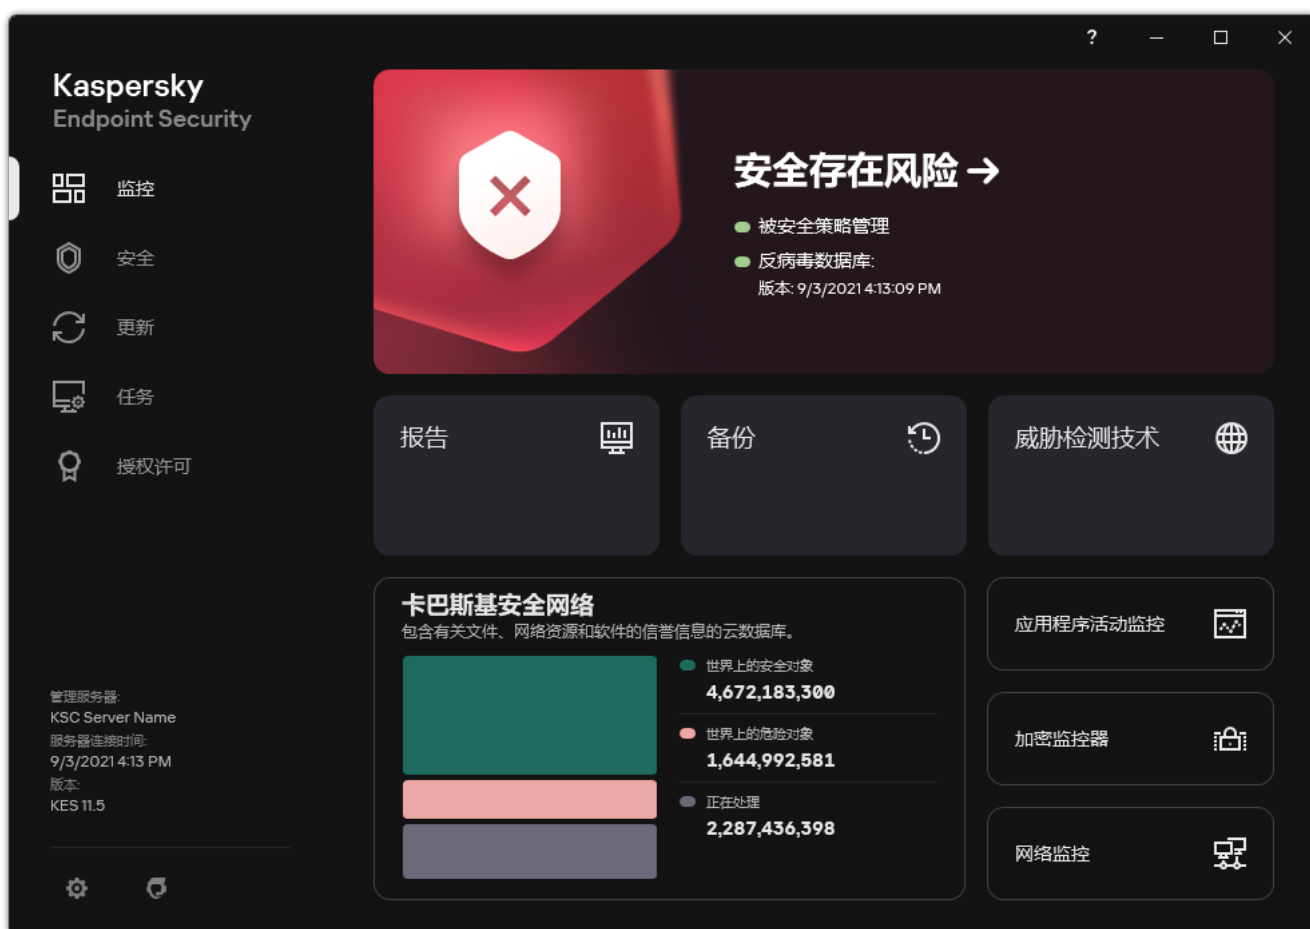 ?
Kaspersky
Endpoint Security
监控
安全
更新
任务
授权许可
管理服务器:
KSC Server Name
服务器连接时间:
9/3/2021 4:13 PM
版本:
KES 11.5
安全存在风险
被安全策略管理
反病毒数据库:
版本: 9/3/2021 4:13:09 PM
报告
备份
威胁检测技术
卡巴斯基安全网络
包含有关文件、网络资源和软件的信誉信息的云数据库。
世界上的安全对象
4,672,183,300
世界上的危险对象
1,644,992,581
正在处理
2,287,436,398
应用程序活动监控
加密监控器
网络监控